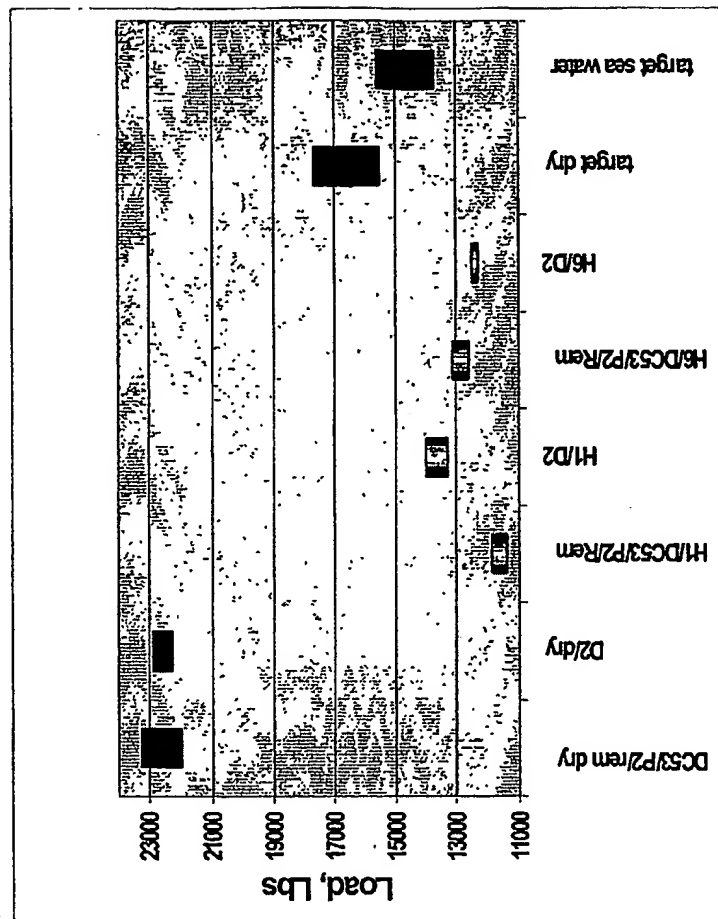 Load, Lbs
23000
21000
19000
17000
15000
13000
11000
DC53/P2/rem dry
D2/dry
H1/DC53/P2/Rem
H1/D2
H6/DC53/P2/Rem
H6/D2
target dry
target sea water